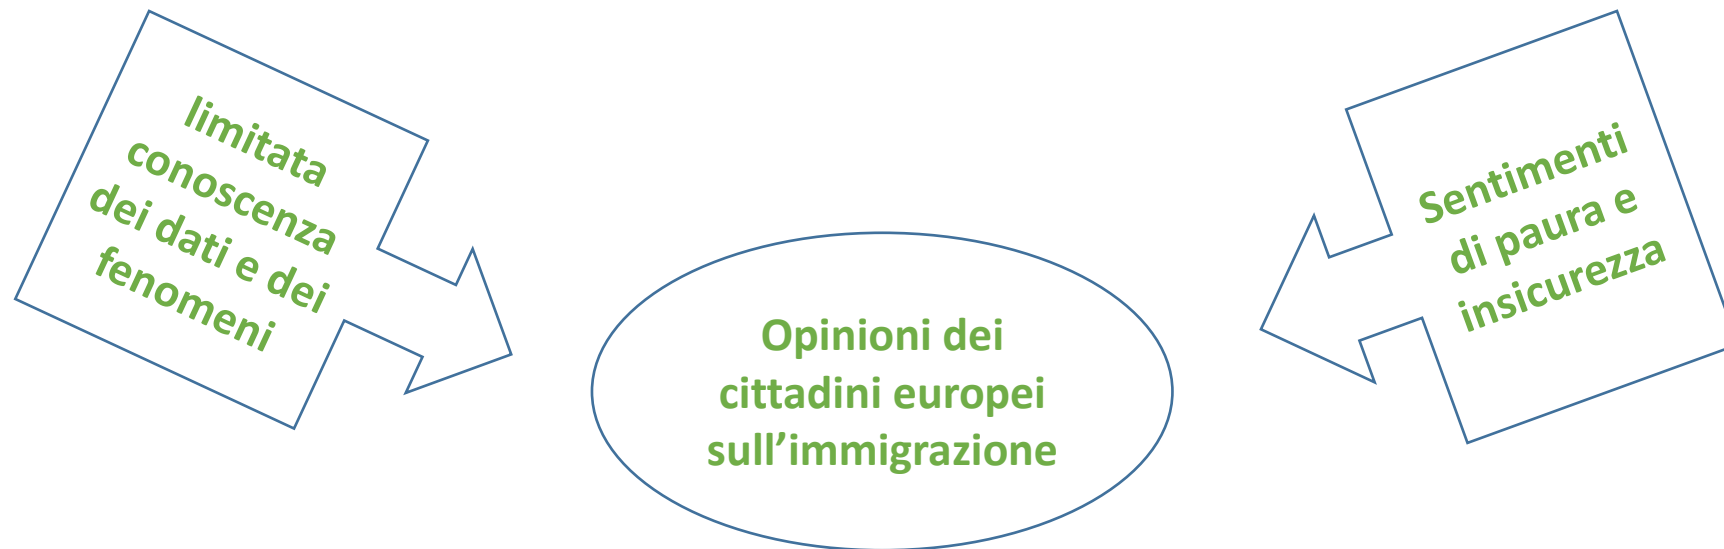 limitata
conoscenza
dei dati e dei
fenomeni
Opinioni dei
cittadini europei
sull’immigrazione
Sentimenti
di paura e
insicurezza